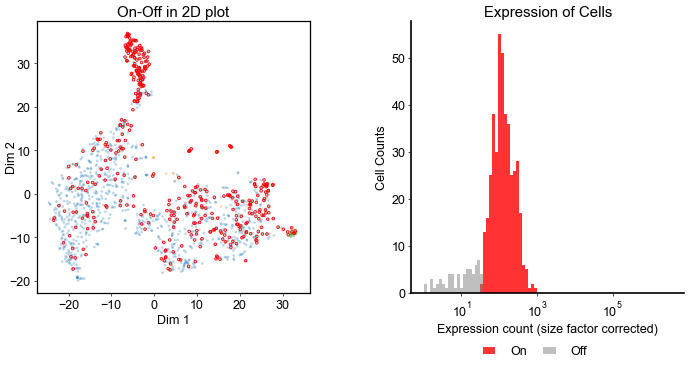 On-Off in 2D plot
Dim 2
30
20
10
0
−10
−20
−20
−10
0
10
20
30
Dim 1
Expression of Cells
Cell Counts
50
40
30
20
10
0
10^1
10^3
10^5
Expression count (size factor corrected)
On
Off